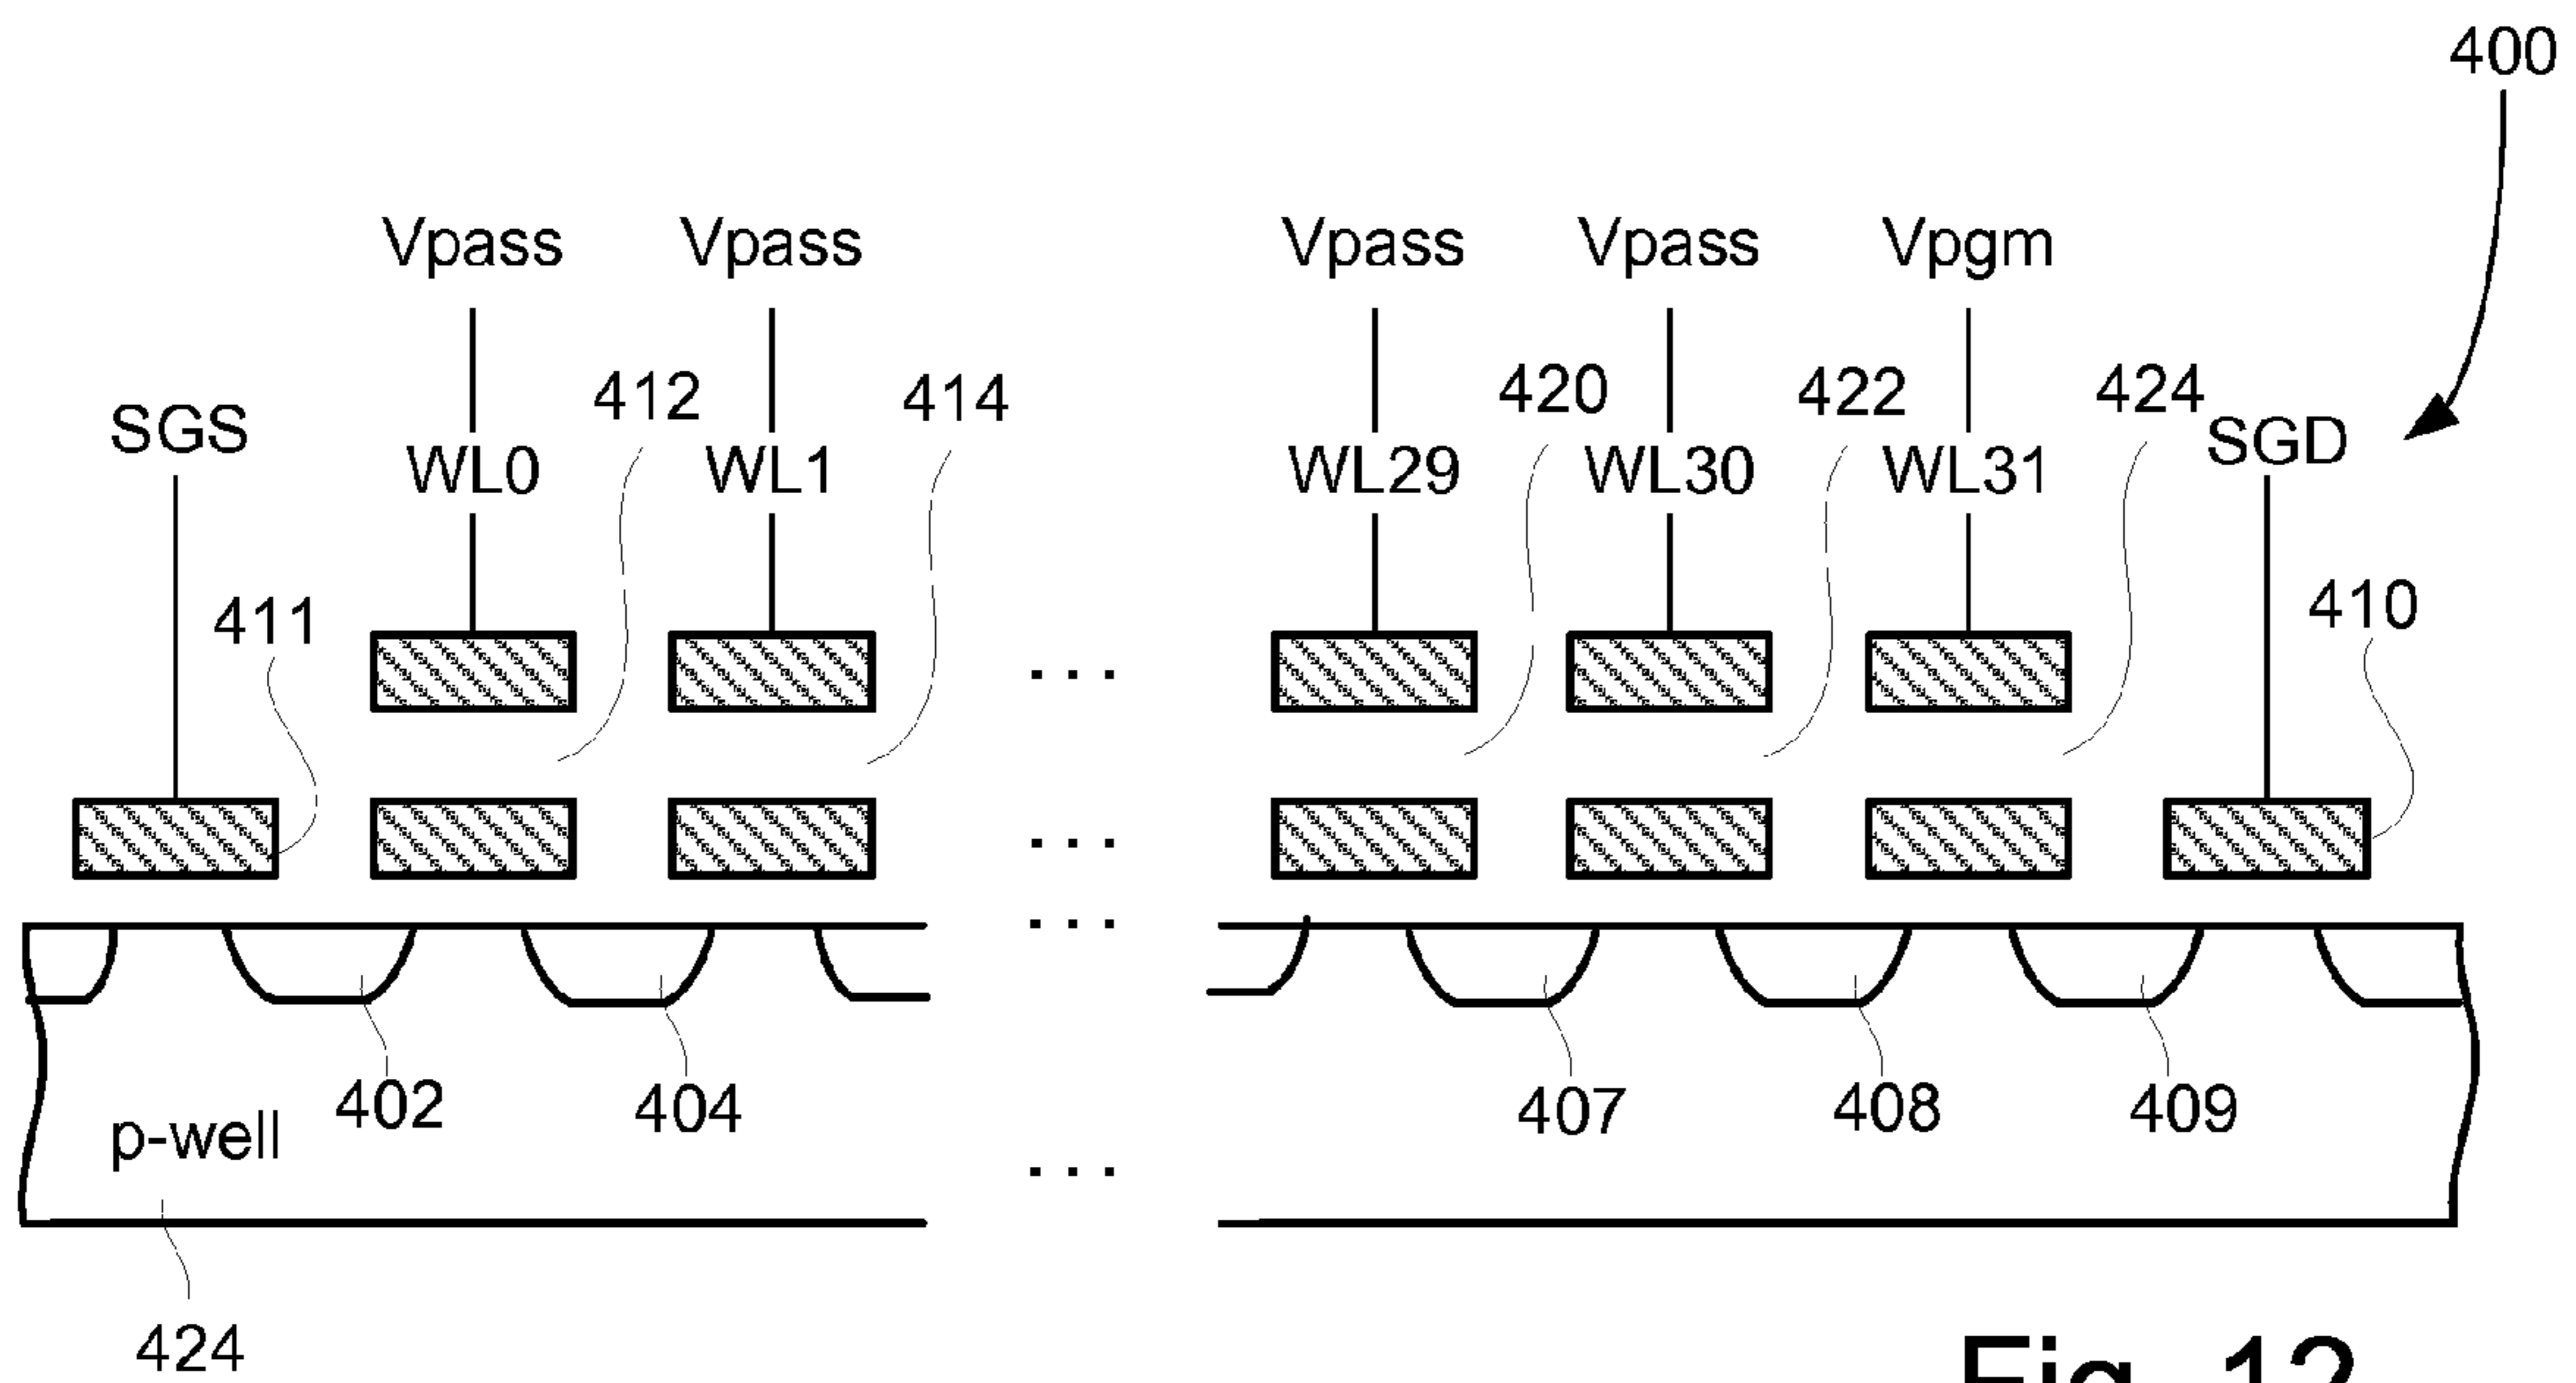 400
Vpass Vpass Vpass Vpass Vpgm
412 414 420 422 424
SGS WL0 WL1 WL29 WL30 WL31 SGD
411 410
...
...
...
402 404 407 408 409
p-well
...
424
Fig. 12